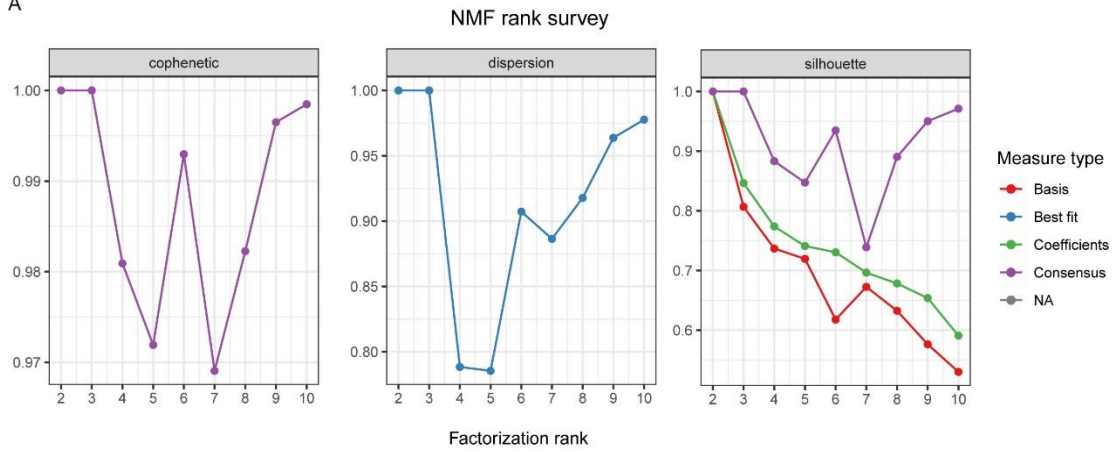 A
NMF rank survey
cophenetic
1.00
0.99
0.98
0.97
2 3 4 5 6 7 8 9 10
dispersion
1.00
0.95
0.90
0.85
0.80
2 3 4 5 6 7 8 9 10
silhouette
1.0
0.9
0.8
0.7
0.6
2 3 4 5 6 7 8 9 10
Factorization rank
Measure type
Basis
Best fit
Coefficients
Consensus
NA